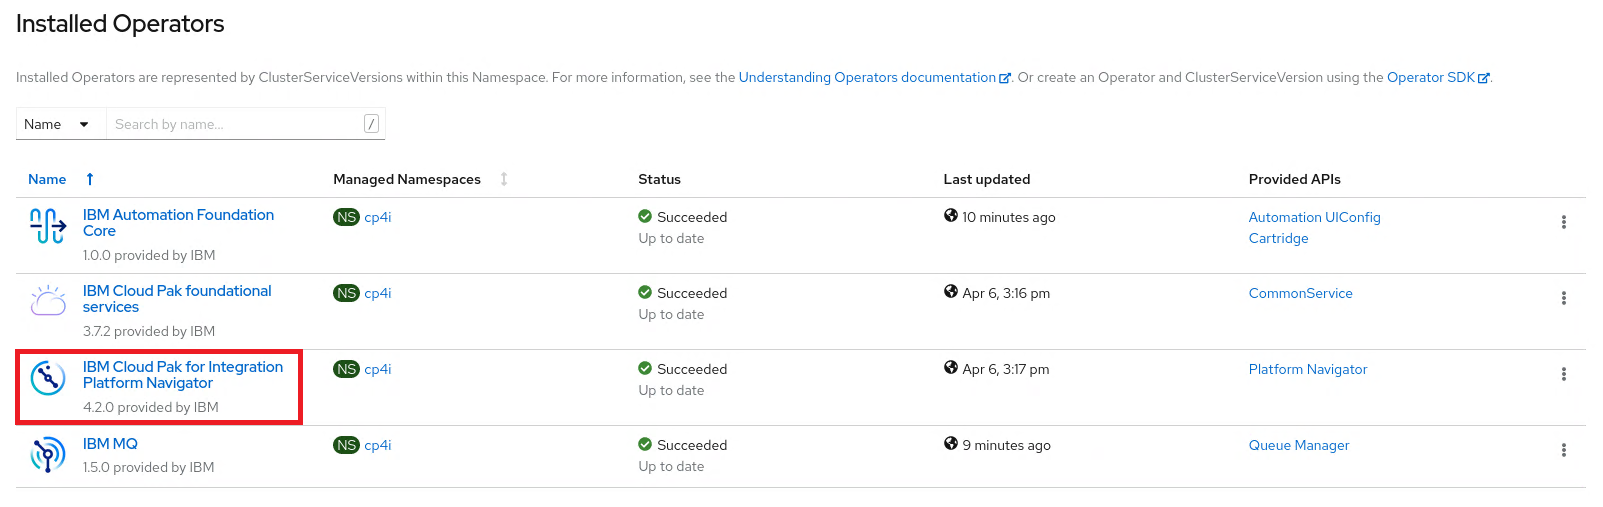 Installed Operators
Installed Operators are represented by ClusterServiceVersions within this Namespace. For more information, see the Understanding Operators documentation. Or create an Operator and ClusterServiceVersion using the Operator SDK.
Name Search by name... /
Name Managed Namespaces Status Last updated Provided APIs
IBM Automation Foundation Core
1.0.0 provided by IBM
NS cp4i
Succeeded
Up to date
10 minutes ago
Automation UIConfig
Cartridge
IBM Cloud Pak foundational services
3.7.2 provided by IBM
NS cp4i
Succeeded
Up to date
Apr 6, 3:16 pm
CommonService
IBM Cloud Pak for Integration Platform Navigator
4.2.0 provided by IBM
NS cp4i
Succeeded
Up to date
Apr 6, 3:17 pm
Platform Navigator
IBM MQ
1.5.0 provided by IBM
NS cp4i
Succeeded
Up to date
9 minutes ago
Queue Manager